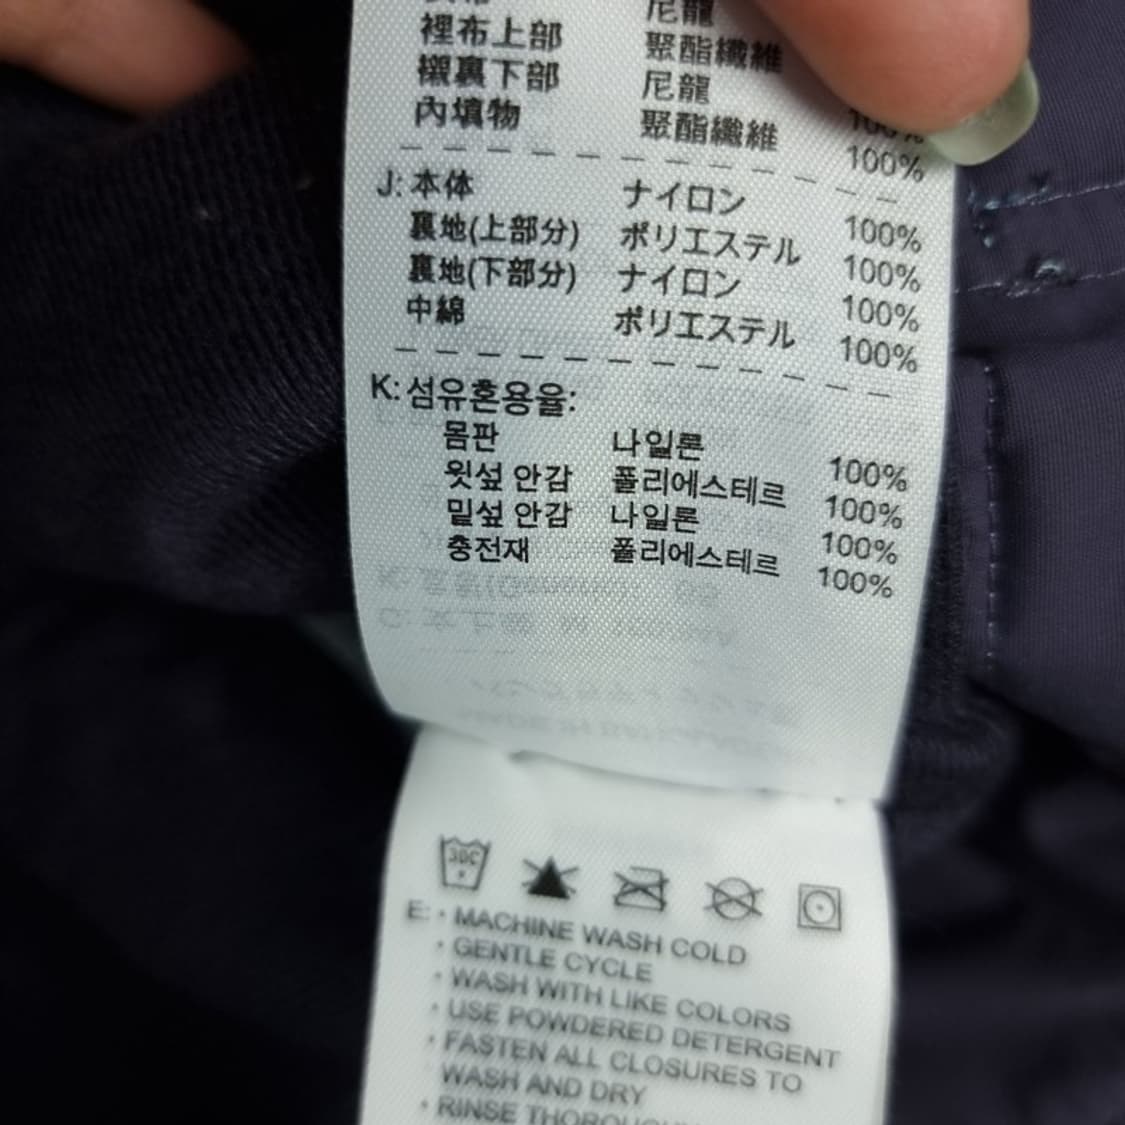 尼龍
裡布上部 聚酯纖維
襯裏下部 尼龍 100%
內填物 聚酯纖維 100%
J: 本体 ナイロン 100%
裏地(上部分) ポリエステル 100%
裏地(下部分) ナイロン 100%
中綿 ポリエステル 100%
K: 섬유혼용율:
몸판 나일론 100%
윗섶 안감 폴리에스테르 100%
밑섶 안감 나일론 100%
충전재 폴리에스테르 100%
30C
E: • MACHINE WASH COLD
• GENTLE CYCLE
• WASH WITH LIKE COLORS
• USE POWDERED DETERGENT
• FASTEN ALL CLOSURES TO
WASH AND DRY
• RINSE